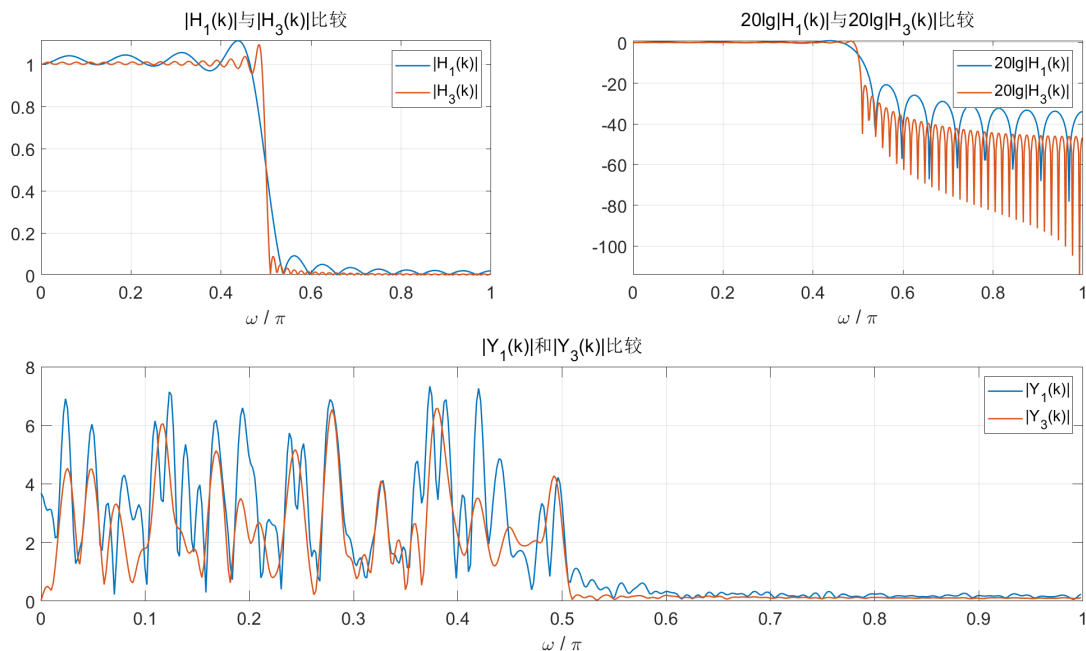 |H₁(k)|与|H₃(k)|比较
1
0.8
0.6
0.4
0.2
0
|H₁(k)|
|H₃(k)|
0 0.2 0.4 0.6 0.8 1
ω / π
20lg|H₁(k)|与20lg|H₃(k)|比较
0
-20
-40
-60
-80
-100
20lg|H₁(k)|
20lg|H₃(k)|
0 0.2 0.4 0.6 0.8 1
ω / π
|Y₁(k)|和|Y₃(k)|比较
8
6
4
2
0
|Y₁(k)|
|Y₃(k)|
0 0.1 0.2 0.3 0.4 0.5 0.6 0.7 0.8 0.9 1
ω / π